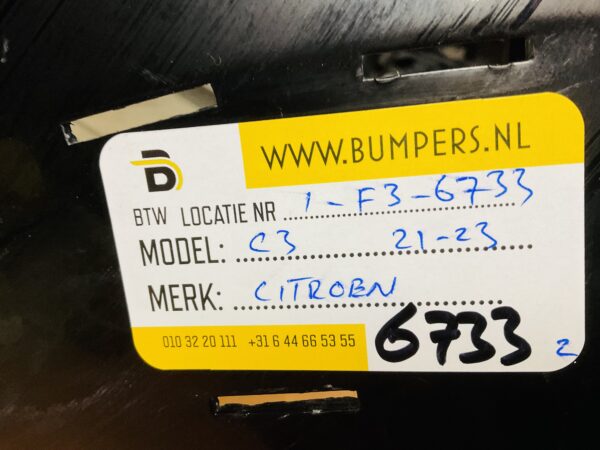 WWW.BUMPERS.NL
B
BTW LOCATIE NR 1-F3-6733
MODEL: C3 21-23
MERK: CITROEN
010 32 20 111 +31 6 44 66 53 55
6733 2